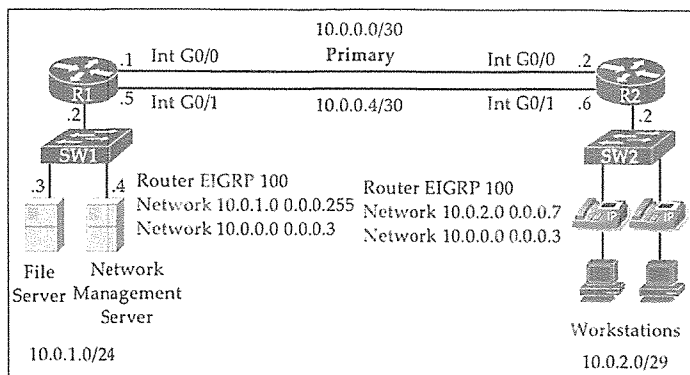 10.0.0.0/30
Primary
.1 Int G0/0
Int G0/0 .2
R1
R2
.5 Int G0/1
10.0.0.4/30
Int G0/1 .6
.2
.2
SW1
SW2
.3
.4
Router EIGRP 100
Network 10.0.1.0 0.0.0.255
Network 10.0.0.0 0.0.0.3
Router EIGRP 100
Network 10.0.2.0 0.0.0.7
Network 10.0.0.0 0.0.0.3
IP
IP
File
Server
Network
Management
Server
Workstations
10.0.1.0/24
10.0.2.0/29